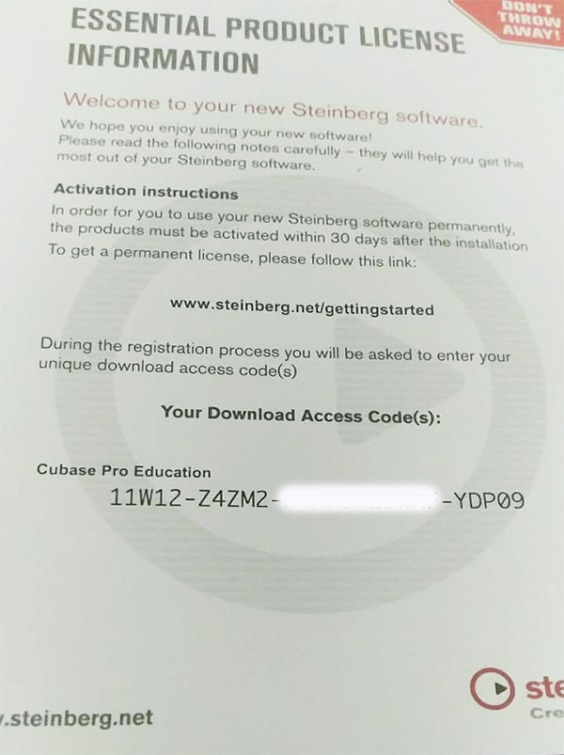 DON'T
THROW
AWAY!
ESSENTIAL PRODUCT LICENSE
INFORMATION
Welcome to your new Steinberg software.
We hope you enjoy using your new software!
Please read the following notes carefully – they will help you get the
most out of your Steinberg software.
Activation instructions
In order for you to use your new Steinberg software permanently,
the products must be activated within 30 days after the installation
To get a permanent license, please follow this link:
www.steinberg.net/gettingstarted
During the registration process you will be asked to enter your
unique download access code(s)
Your Download Access Code(s):
Cubase Pro Education
11W12-Z4ZM2- -YDP09
ste
Cre
.steinberg.net